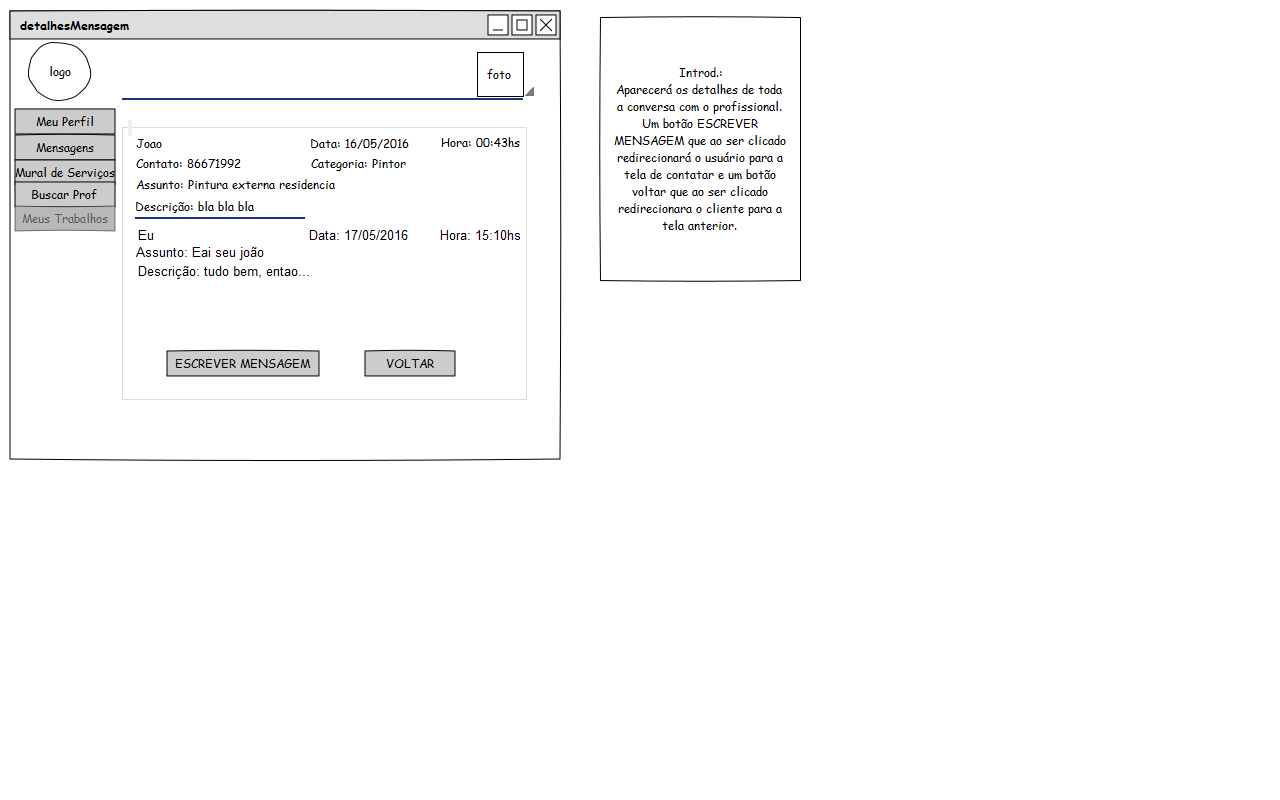 detalhesMensagem
logo
foto
Meu Perfil
Mensagens
Mural de Serviços
Buscar Prof
Meus Trabalhos
Joao Data: 16/05/2016 Hora: 00:43hs
Contato: 86671992 Categoria: Pintor
Assunto: Pintura externa residencia
Descrição: bla bla bla
Eu Data: 17/05/2016 Hora: 15:10hs
Assunto: Eai seu joão
Descrição: tudo bem, entao...
ESCREVER MENSAGEM VOLTAR
Introd.:
Aparecerá os detalhes de toda
a conversa com o profissional.
Um botão ESCREVER
MENSAGEM que ao ser clicado
redirecionará o usuário para a
tela de contatar e um botão
voltar que ao ser clicado
redirecionara o cliente para a
tela anterior.